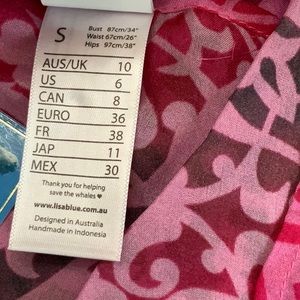 S
Bust 87cm/34"
Waist 67cm/26"
Hips 97cm/38"
AUS/UK 10
US 6
CAN 8
EURO 36
FR 38
JAP 11
MEX 30
Thank you for helping
save the whales ♥
www.lisablue.com.au
Designed in Australia
Handmade in Indonesia